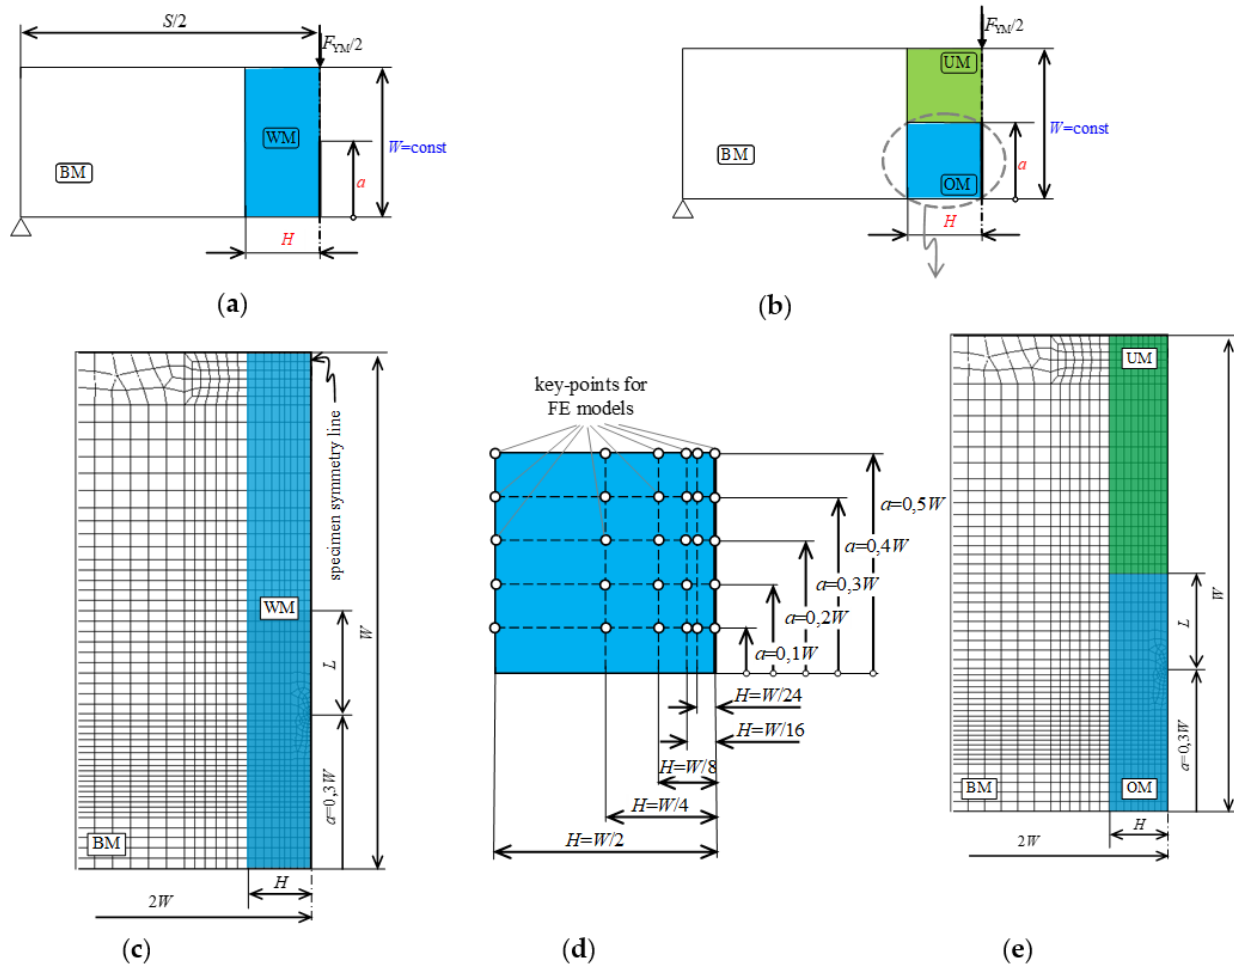 S/2
F_YM/2
WM
BM
W=const
a
H
(a)
F_YM/2
UM
W=const
BM
a
OM
H
(b)
specimen symmetry line
WM
W
L
a=0,3W
BM
H
2W
(c)
key-points for
FE models
a=0,5W
a=0,4W
a=0,3W
a=0,2W
a=0,1W
H=W/24
H=W/16
H=W/8
H=W/4
H=W/2
(d)
UM
W
L
a=0,3W
BM
OM
H
2W
(e)